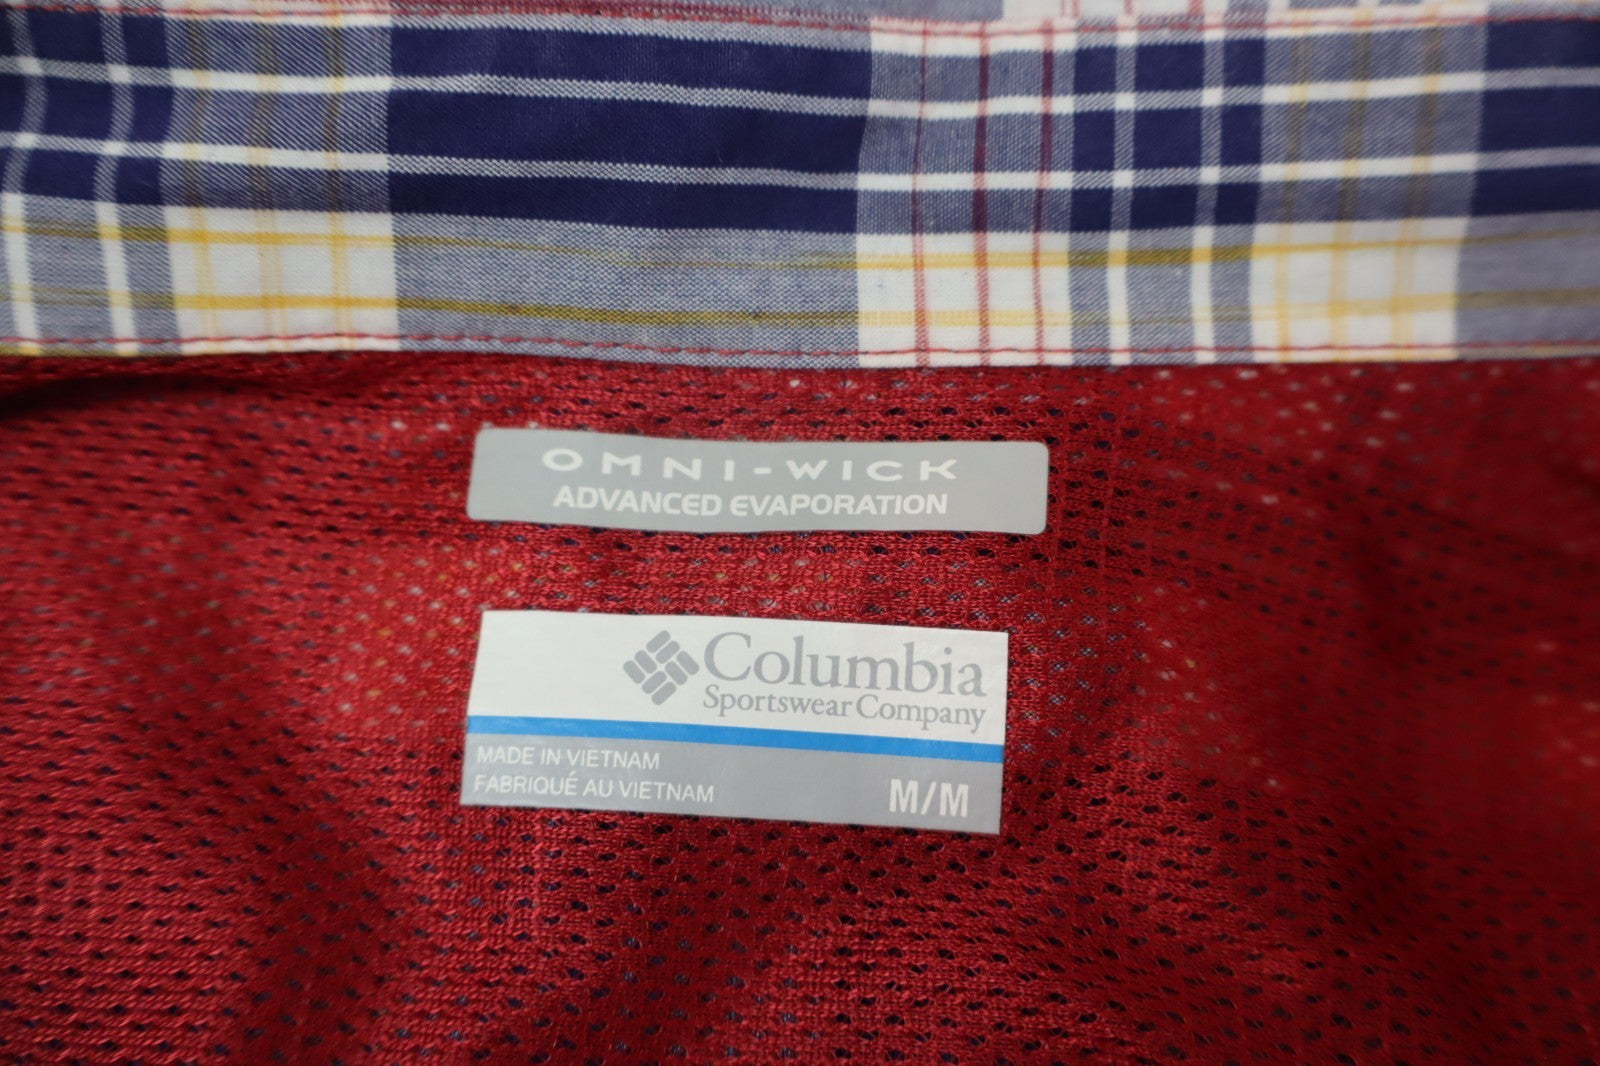 OMNI-WICK
ADVANCED EVAPORATION
Columbia
Sportswear Company
MADE IN VIETNAM
FABRIQUÉ AU VIETNAM
M/M